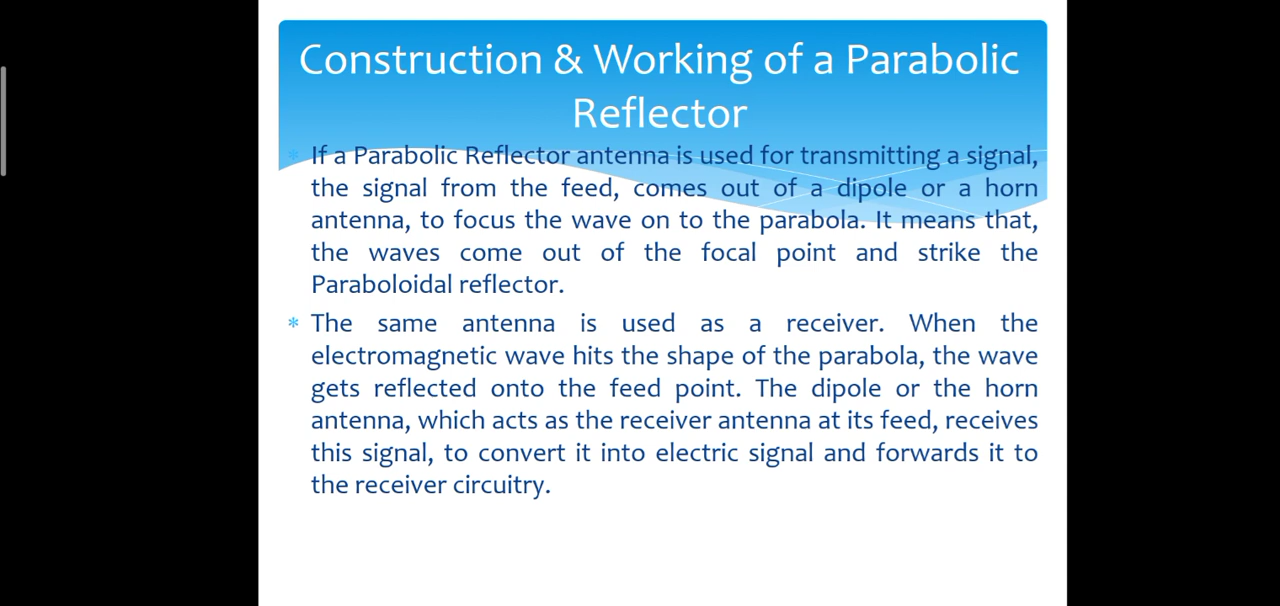 Construction & Working of a Parabolic
Reflector
* If a Parabolic Reflector antenna is used for transmitting a signal,
the signal from the feed, comes out of a dipole or a horn
antenna, to focus the wave on to the parabola. It means that,
the waves come out of the focal point and strike the
Paraboloidal reflector.
* The same antenna is used as a receiver. When the
electromagnetic wave hits the shape of the parabola, the wave
gets reflected onto the feed point. The dipole or the horn
antenna, which acts as the receiver antenna at its feed, receives
this signal, to convert it into electric signal and forwards it to
the receiver circuitry.